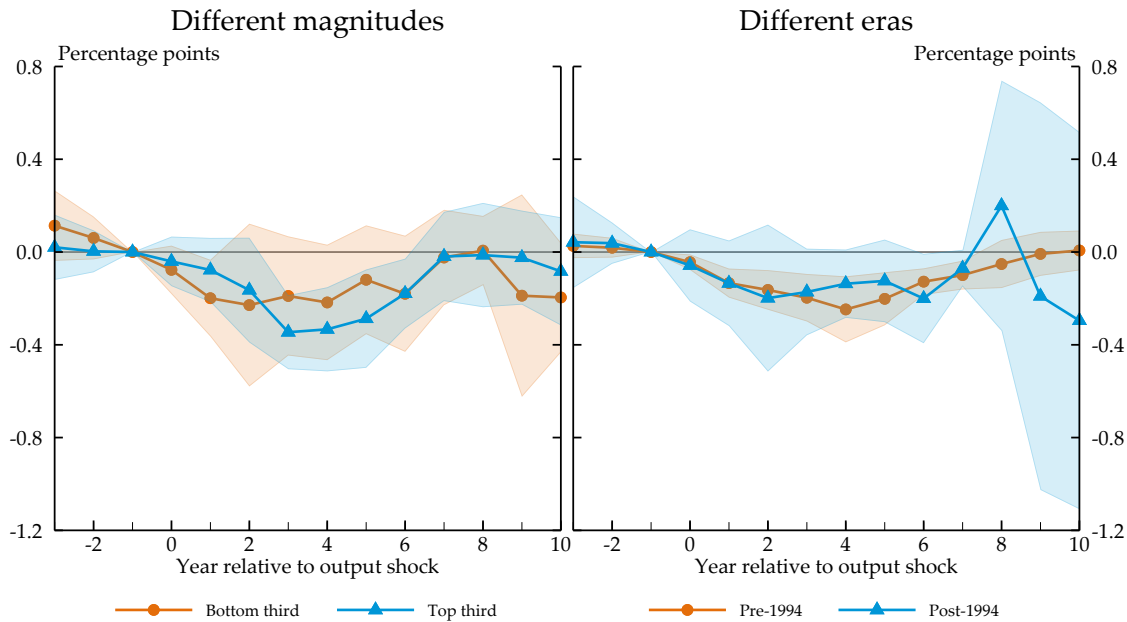 Different magnitudes
Different eras
Percentage points
Percentage points
0.8
0.4
0.0
-0.4
-0.8
-1.2
0.8
0.4
0.0
-0.4
-0.8
-1.2
-2 0 2 4 6 8 10
-2 0 2 4 6 8 10
Year relative to output shock
Year relative to output shock
Bottom third Top third
Pre-1994 Post-1994